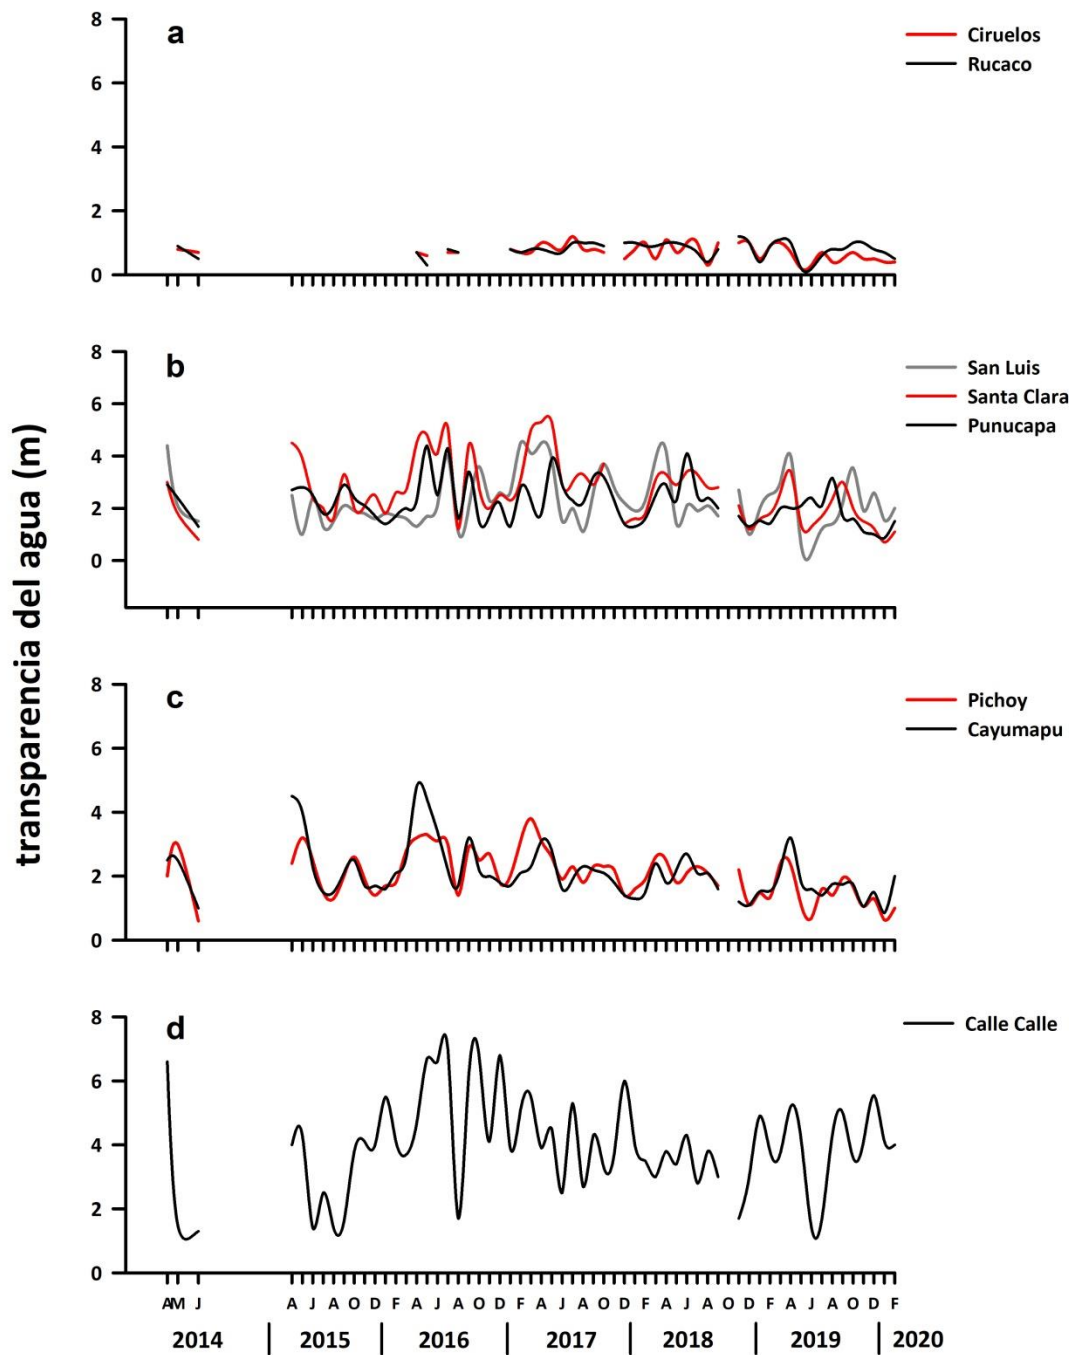 transparencia del agua (m)
a
8
6
4
2
0
Ciruelos
Rucaco
b
8
6
4
2
0
San Luis
Santa Clara
Punucapa
c
8
6
4
2
0
Pichoy
Cayumapu
d
8
6
4
2
0
Calle Calle
A M J A J A O D F A J A O D F A J A O D F A J A O D F A J A O D F
2014 2015 2016 2017 2018 2019 2020